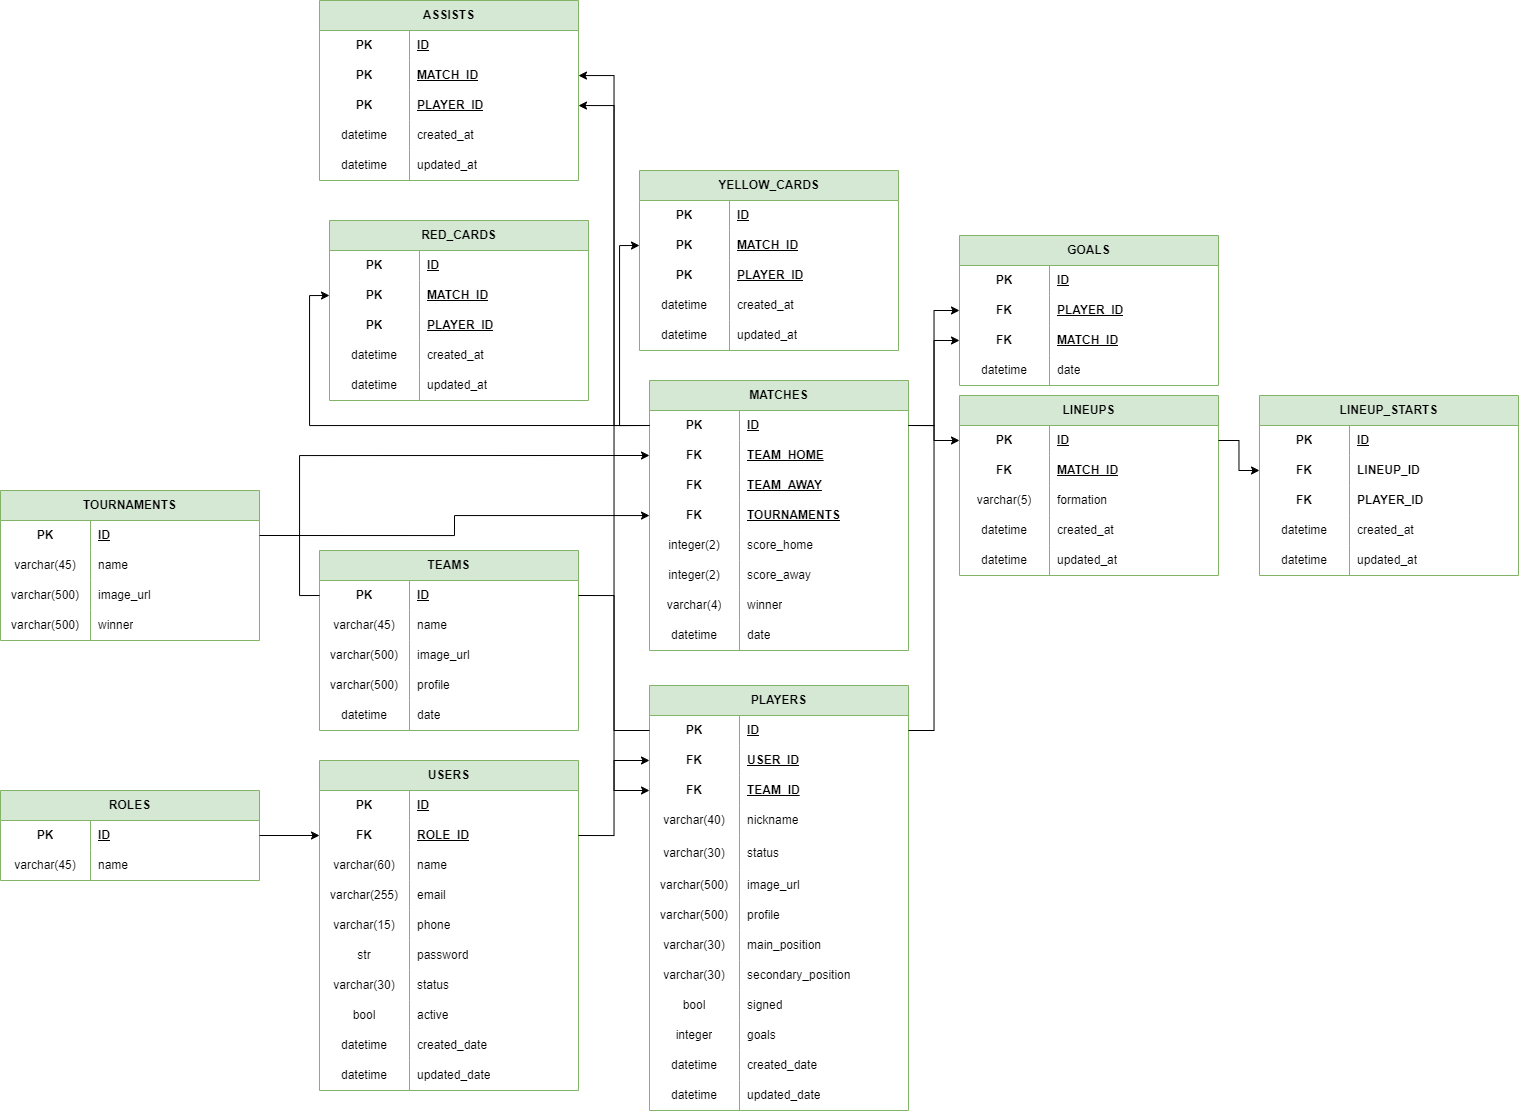 ASSISTS
PK ID
PK MATCH_ID
PK PLAYER_ID
datetime created_at
datetime updated_at
YELLOW_CARDS
PK ID
PK MATCH_ID
PK PLAYER_ID
datetime created_at
datetime updated_at
RED_CARDS
PK ID
PK MATCH_ID
PK PLAYER_ID
datetime created_at
datetime updated_at
GOALS
PK ID
FK PLAYER_ID
FK MATCH_ID
datetime date
MATCHES
PK ID
FK TEAM_HOME
FK TEAM_AWAY
FK TOURNAMENTS
integer(2) score_home
integer(2) score_away
varchar(4) winner
datetime date
LINEUPS
PK ID
FK MATCH_ID
varchar(5) formation
datetime created_at
datetime updated_at
LINEUP_STARTS
PK ID
FK LINEUP_ID
FK PLAYER_ID
datetime created_at
datetime updated_at
TOURNAMENTS
PK ID
varchar(45) name
varchar(500) image_url
varchar(500) winner
TEAMS
PK ID
varchar(45) name
varchar(500) image_url
varchar(500) profile
datetime date
PLAYERS
PK ID
FK USER_ID
FK TEAM_ID
varchar(40) nickname
varchar(30) status
varchar(500) image_url
varchar(500) profile
varchar(30) main_position
varchar(30) secondary_position
bool signed
integer goals
datetime created_date
datetime updated_date
USERS
PK ID
FK ROLE_ID
varchar(60) name
varchar(255) email
varchar(15) phone
str password
varchar(30) status
bool active
datetime created_date
datetime updated_date
ROLES
PK ID
varchar(45) name